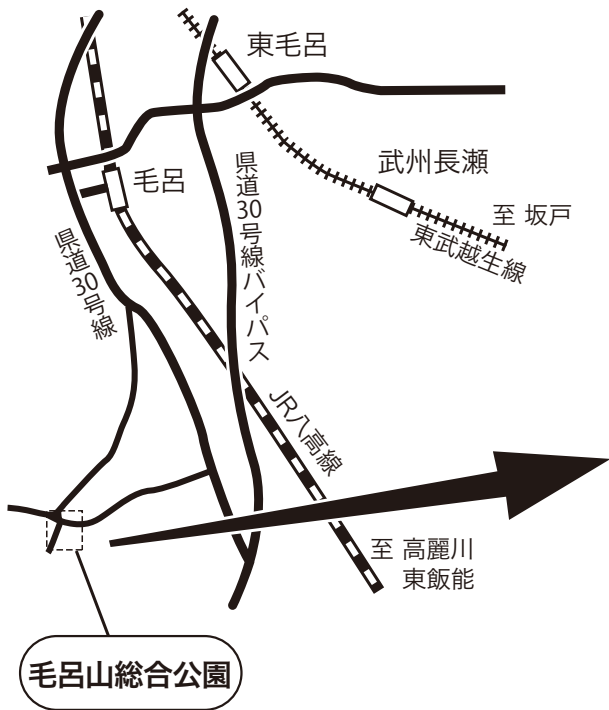 東毛呂
武州長瀬
毛呂
至 坂戸
東武越生線
県道30号線バイパス
県道30号線
JR八高線
至 高麗川
東飯能
毛呂山総合公園